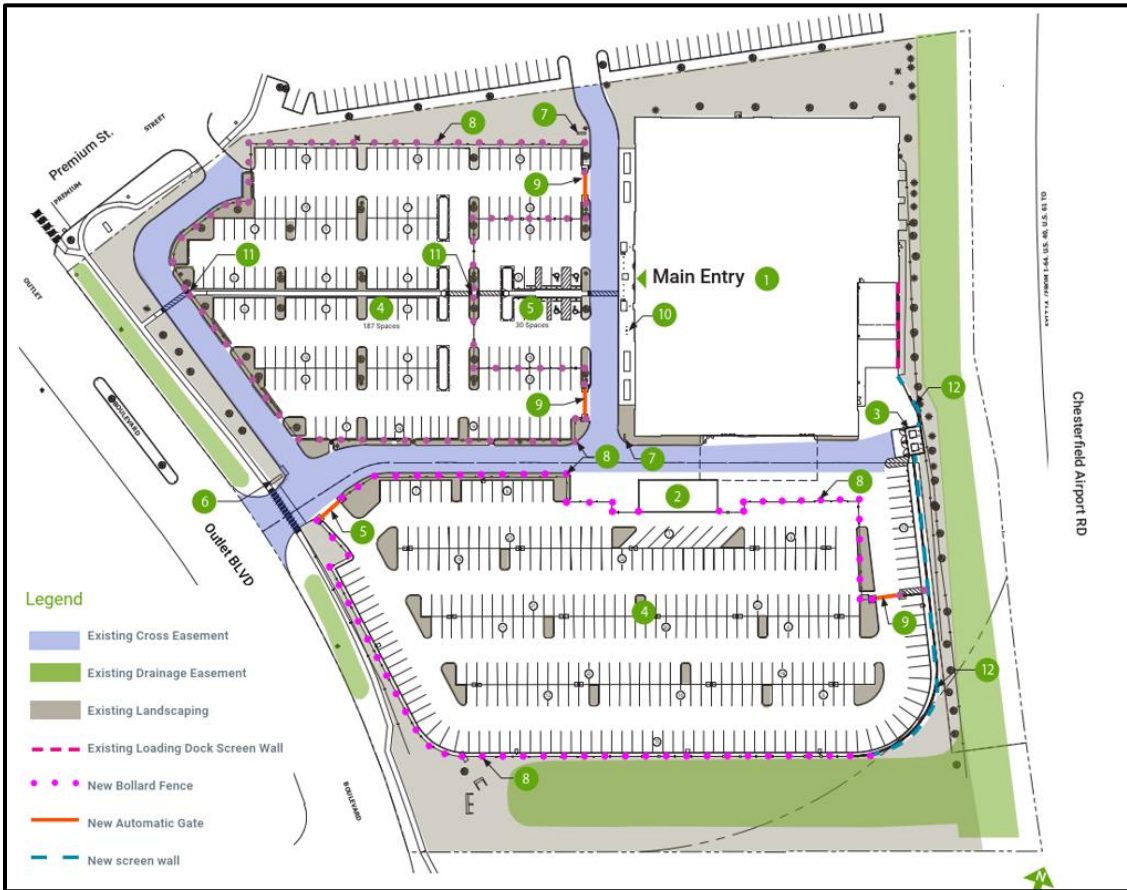 Premium St.
STREET
PREMIUM
OUTLET
BOULEVARD
8
7
9
11
11
4
187 Spaces
5
30 Spaces
Main Entry
1
10
9
12
3
8
7
6
2
8
5
Outlet BLVD
4
9
12
8
BOULEVARD
Chesterfield Airport RD
Legend
Existing Cross Easement
Existing Drainage Easement
Existing Landscaping
Existing Loading Dock Screen Wall
New Bollard Fence
New Automatic Gate
New screen wall
N